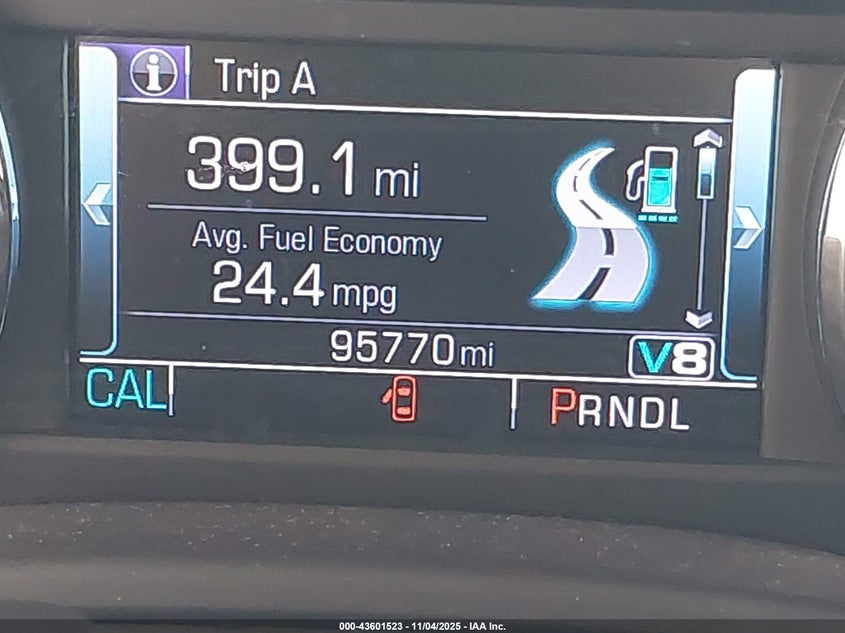 i Trip A
399.1 mi
Avg. Fuel Economy
24.4 mpg
95770 mi
V8
CAL
PRNDL
000-43601523 - 11/04/2025 - IAA Inc.